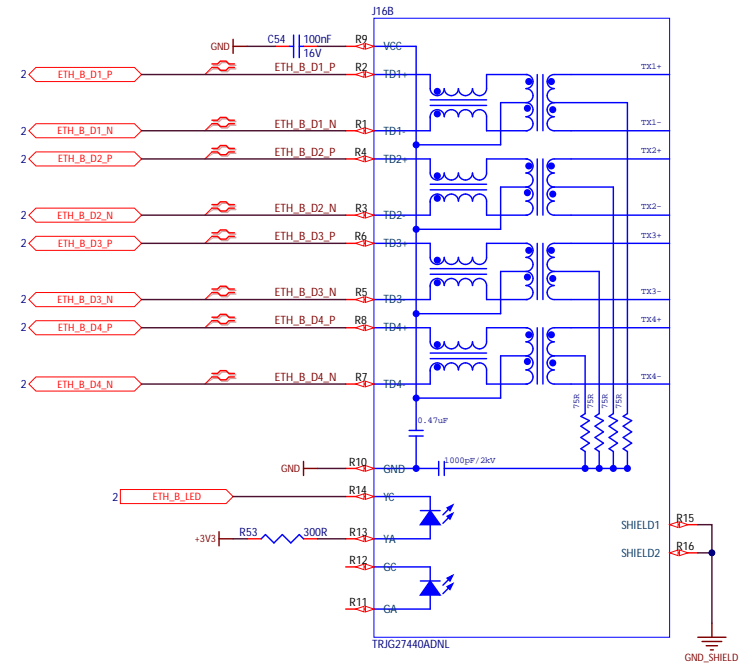 J16B
C54 100nF R9
GND VCC
16V
2 ETH_B_D1_P ETH_B_D1_P R2 TD1+ TX1+
2 ETH_B_D1_N ETH_B_D1_N R1 TD1- TX1-
2 ETH_B_D2_P ETH_B_D2_P R4 TD2+ TX2+
2 ETH_B_D2_N ETH_B_D2_N R3 TD2- TX2-
2 ETH_B_D3_P ETH_B_D3_P R6 TD3+ TX3+
2 ETH_B_D3_N ETH_B_D3_N R5 TD3- TX3-
2 ETH_B_D4_P ETH_B_D4_P R8 TD4+ TX4+
2 ETH_B_D4_N ETH_B_D4_N R7 TD4- TX4-
75R 75R 75R 75R
0.47uF
GND R10 GND 1000pF/2kV
2 ETH_B_LED R14 YC
+3V3 R53 300R R13 YA
SHIELD1 R15
SHIELD2 R16
R12 GC
R11 GA
TRJG27440ADNL
GND_SHIELD